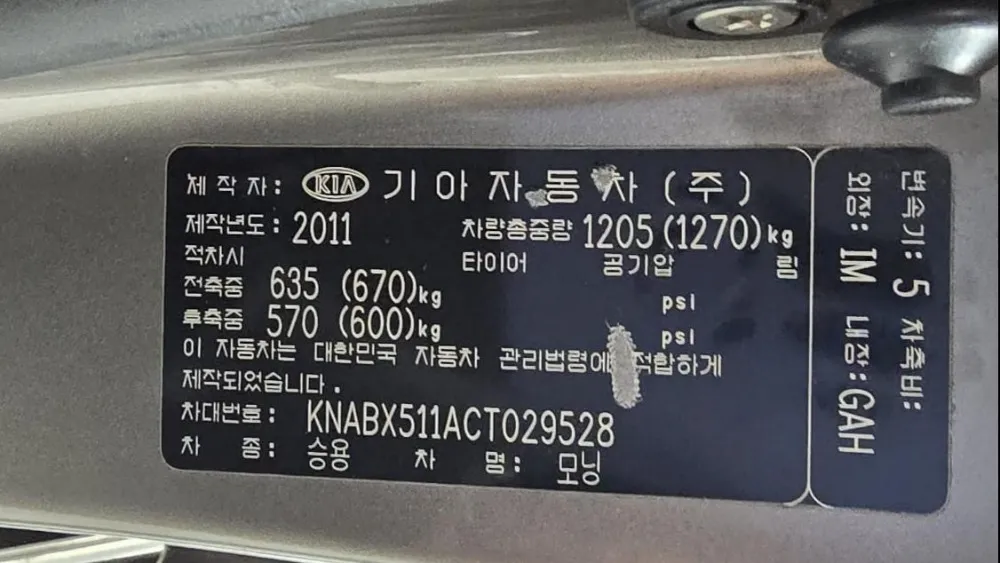 제작자: KIA 기아자동차(주)
제작년도: 2011 차량총중량 1205(1270)kg
적차시 타이어 공기압 림
전축중 635 (670)kg psi
후축중 570 (600)kg psi
이 자동차는 대한민국 자동차 관리법령에 적합하게
제작되었습니다.
차대번호: KNABX511ACT029528
차 종: 승용 차 명: 모닝
변속기: 5 차축비:
외장: IM 내장: GAH